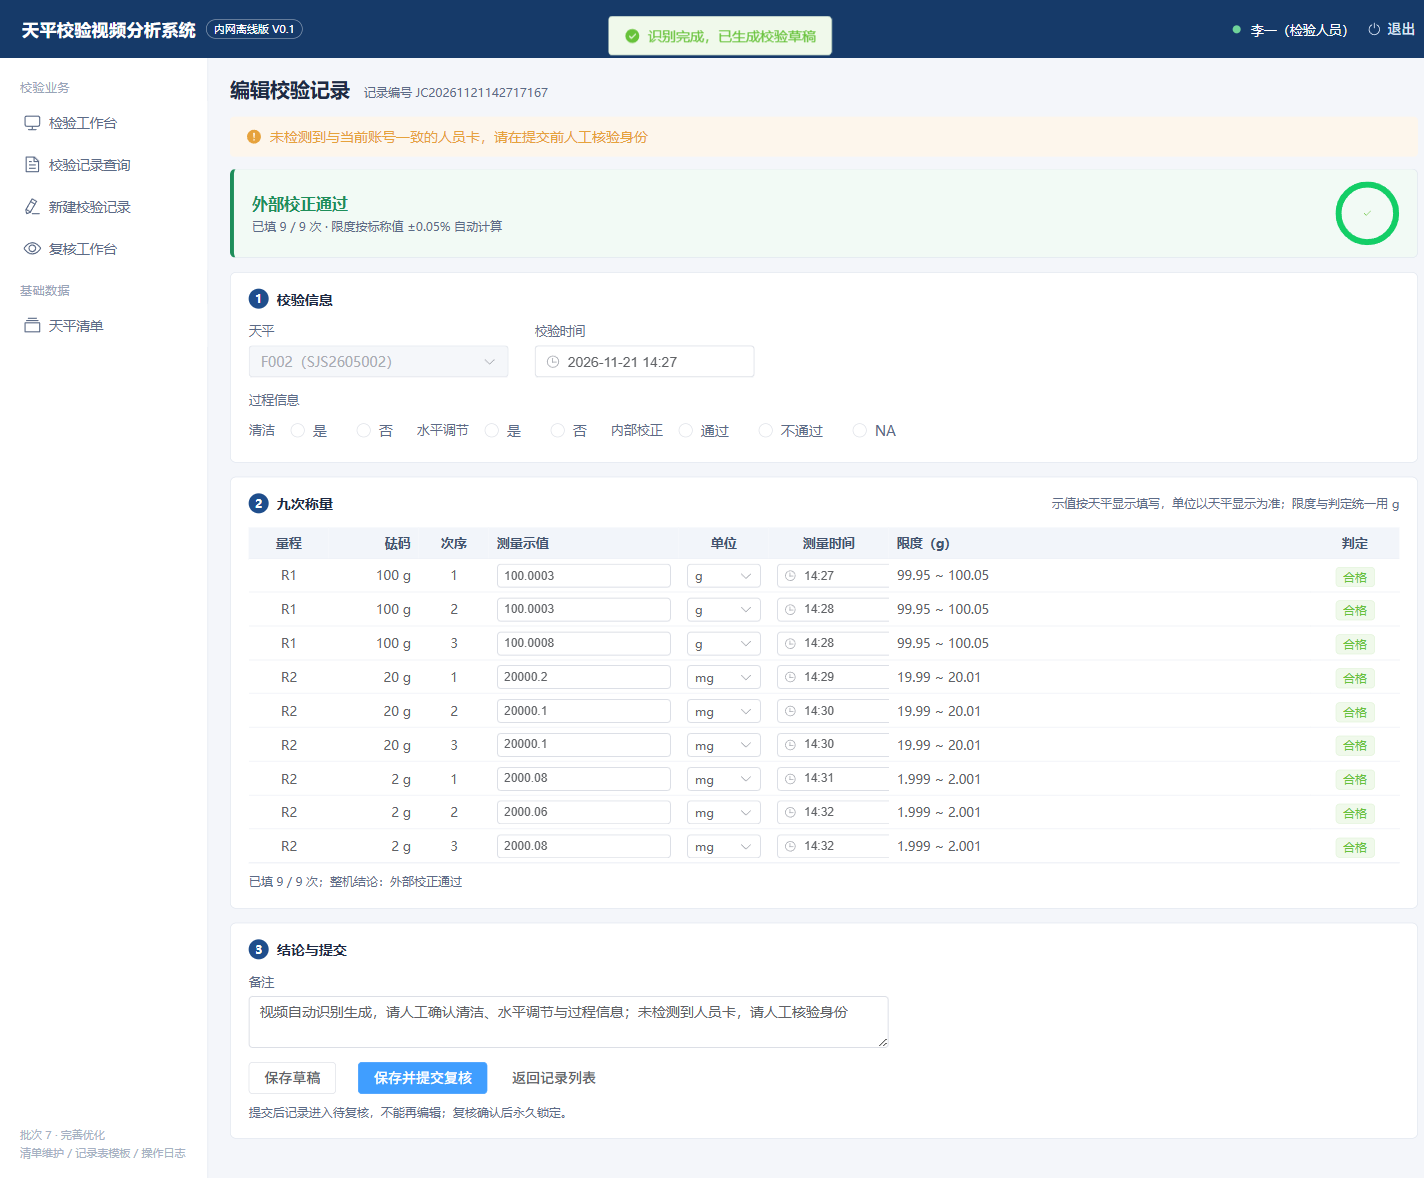 天平校验视频分析系统 内网离线版 V0.1
识别完成，已生成校验草稿
李一（检验人员） 退出
校验业务
检验工作台
校验记录查询
新建校验记录
复核工作台
基础数据
天平清单
批次 7 · 完善优化
清单维护 / 记录表模板 / 操作日志
编辑校验记录 记录编号 JC20261121142717167
未检测到与当前账号一致的人员卡，请在提交前人工核验身份
外部校正通过
已填 9 / 9 次 · 限度按标称值 ±0.05% 自动计算
1 校验信息
天平 校验时间
F002（SJS2605002） 2026-11-21 14:27
过程信息
清洁 是 否 水平调节 是 否 内部校正 通过 不通过 NA
2 九次称量 示值按天平显示填写，单位以天平显示为准；限度与判定统一用 g
量程 砝码 次序 测量示值 单位 测量时间 限度（g） 判定
R1 100 g 1 100.0003 g 14:27 99.95 ~ 100.05 合格
R1 100 g 2 100.0003 g 14:28 99.95 ~ 100.05 合格
R1 100 g 3 100.0008 g 14:28 99.95 ~ 100.05 合格
R2 20 g 1 20000.2 mg 14:29 19.99 ~ 20.01 合格
R2 20 g 2 20000.1 mg 14:30 19.99 ~ 20.01 合格
R2 20 g 3 20000.1 mg 14:30 19.99 ~ 20.01 合格
R2 2 g 1 2000.08 mg 14:31 1.999 ~ 2.001 合格
R2 2 g 2 2000.06 mg 14:32 1.999 ~ 2.001 合格
R2 2 g 3 2000.08 mg 14:32 1.999 ~ 2.001 合格
已填 9 / 9 次；整机结论：外部校正通过
3 结论与提交
备注
视频自动识别生成，请人工确认清洁、水平调节与过程信息；未检测到人员卡，请人工核验身份
保存草稿 保存并提交复核 返回记录列表
提交后记录进入待复核，不能再编辑；复核确认后永久锁定。